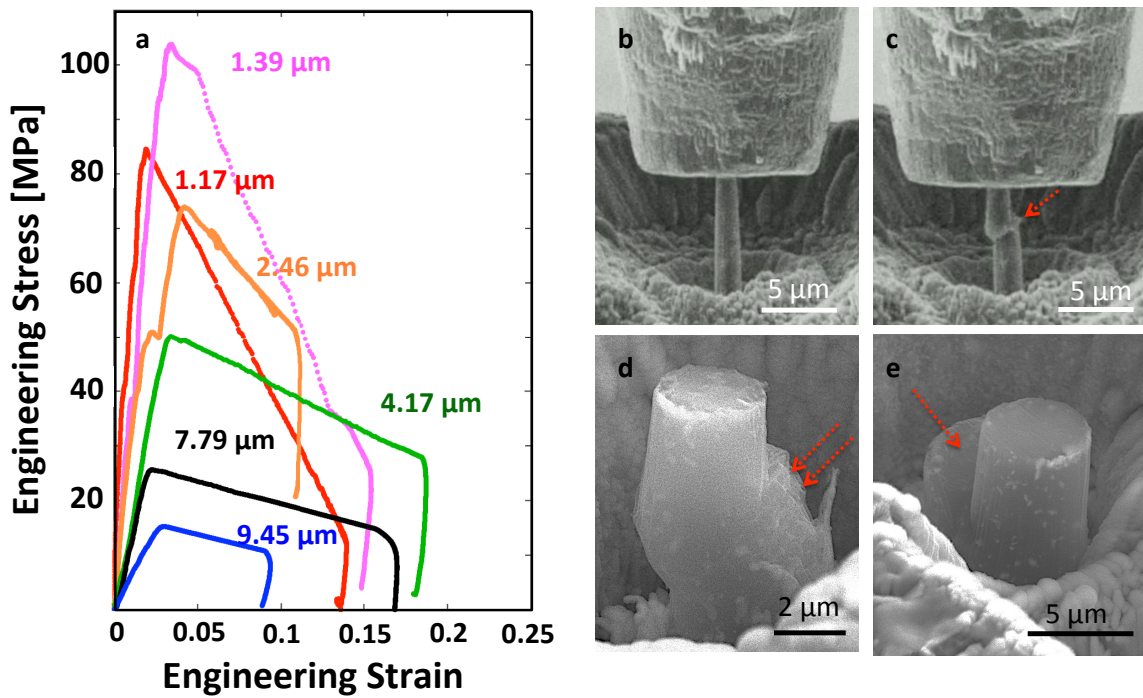 a
Engineering Stress [MPa]
100
80
60
40
20
0
0.05
0.1
0.15
0.2
0.25
Engineering Strain
1.39 µm
1.17 µm
2.46 µm
4.17 µm
7.79 µm
9.45 µm
b
5 µm
c
5 µm
d
2 µm
e
5 µm